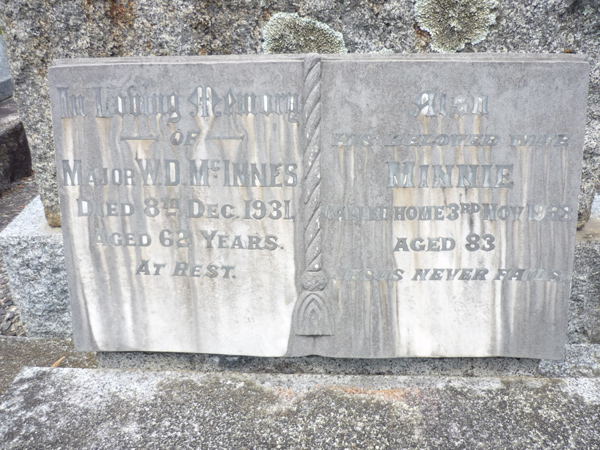 In Loving Memory
OF
MAJOR W.D. McINNES
DIED 8TH DEC. 1931
AGED 62 YEARS.
AT REST.
Also
HIS BELOVED WIFE
MINNIE
CALLED HOME 3RD NOV 1952
AGED 83
JESUS NEVER FAILS.